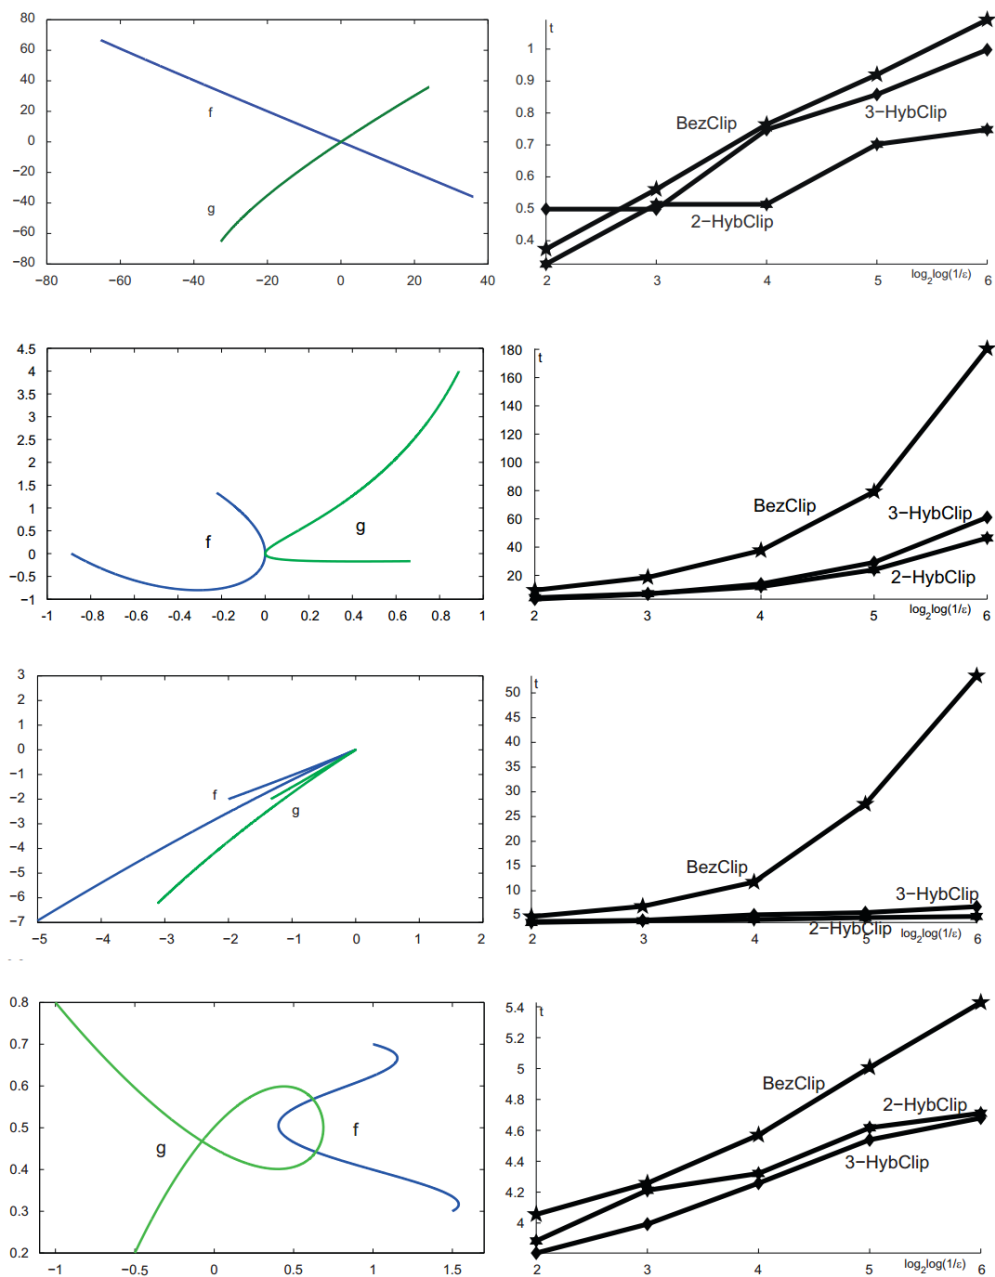 80
60
40
20
0
−20
−40
−60
−80
−80 −60 −40 −20 0 20 40
f
g
t
1
0.9
0.8
0.7
0.6
0.5
0.4
2 3 4 5 6
BezClip
3−HybClip
2−HybClip
log2log(1/ε)
4.5
4
3.5
3
2.5
2
1.5
1
0.5
0
−0.5
−1
-1 -0.8 -0.6 -0.4 -0.2 0 0.2 0.4 0.6 0.8 1
f
g
180
160
140
120
100
80
60
40
20
t
2 3 4 5 6
BezClip
3−HybClip
2−HybClip
log2log(1/ε)
3
2
1
0
−1
−2
−3
−4
−5
−6
−7
−5 −4 −3 −2 −1 0 1 2
f
g
50
45
40
35
30
25
20
15
10
5
t
2 3 4 5 6
BezClip
3−HybClip
2−HybClip
log2log(1/ε)
0.8
0.7
0.6
0.5
0.4
0.3
0.2
−1 −0.5 0 0.5 1 1.5
g
f
5.4
5.2
5
4.8
4.6
4.4
4.2
4
t
2 3 4 5 6
BezClip
2−HybClip
3−HybClip
log2log(1/ε)